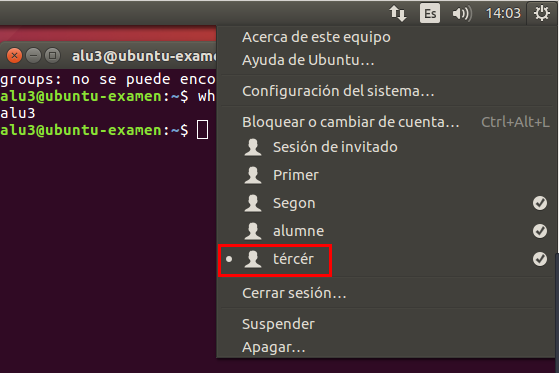 Es 14:03
alu3@ubuntu-exame
groups: no se puede enco
alu3@ubuntu-examen:~$ wh
alu3
alu3@ubuntu-examen:~$
Acerca de este equipo
Ayuda de Ubuntu…
Configuración del sistema…
Bloquear o cambiar de cuenta… Ctrl+Alt+L
Sesión de invitado
Primer
Segon
alumne
tércér
Cerrar sesión…
Suspender
Apagar…